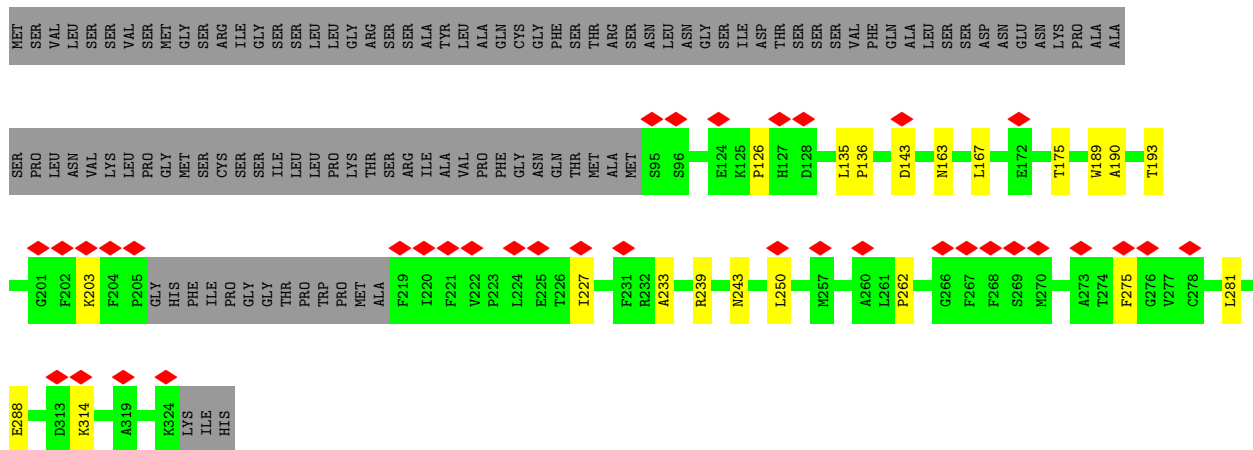 MET SER VAL LEU SER SER VAL SER MET GLY SER ARG ILE GLY SER SER LEU LEU GLY ARG SER SER ALA TYR LEU ALA GLN CYS GLY PHE SER THR ARG SER ASN LEU ASN GLY SER ILE ASP THR SER SER SER VAL PHE GLN ALA LEU SER SER ASP ASN GLU ASN LYS PRO ALA ALA
SER PRO LEU ASN VAL LYS LEU PRO GLY MET SER CYS SER SER ILE LEU LEU PRO LYS THR SER ARG ILE ALA VAL PRO PHE GLY ASN GLN THR MET ALA MET S95 S96 E124 K125 P126 H127 D128 L135 P136 D143 N163 L167 E172 T175 W189 A190 T193
G201 F202 K203 F204 P205 GLY HIS PHE ILE PRO GLY GLY THR PRO TRP PRO MET ALA F219 I220 F221 V222 P223 L224 E225 T226 I227 F231 R232 A233 R239 N243 L250 M257 A260 L261 P262 G266 F267 F268 S269 M270 A273 T274 F275 G276 V277 C278 L281
E288 D313 K314 A319 K324 LYS ILE HIS